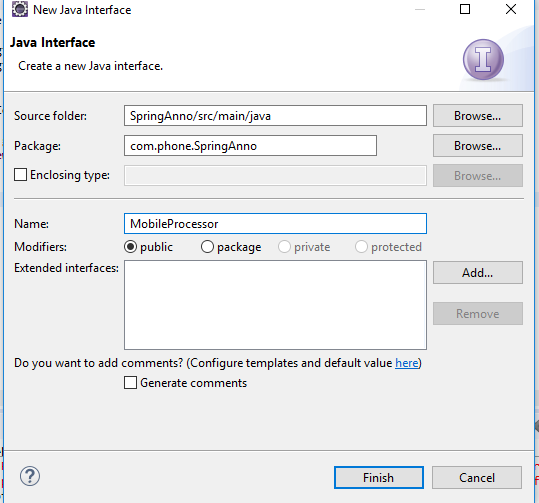 New Java Interface
Java Interface
Create a new Java interface.
I
Source folder: SpringAnno/src/main/java Browse...
Package: com.phone.SpringAnno Browse...
Enclosing type: Browse...
Name: MobileProcessor
Modifiers: public package private protected
Extended interfaces: Add...
Remove
Do you want to add comments? (Configure templates and default value here)
Generate comments
? Finish Cancel